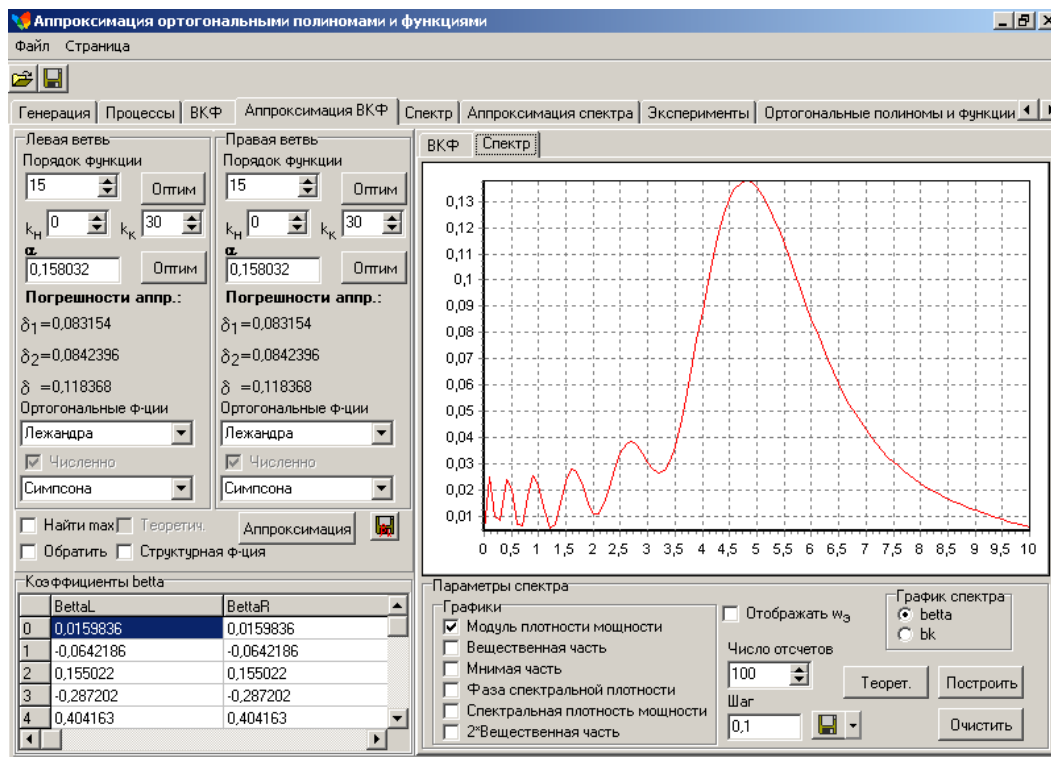 Аппроксимация ортогональными полиномами и функциями
Файл Страница
Генерация Процессы ВКФ Аппроксимация ВКФ Спектр Аппроксимация спектра Эксперименты Ортогональные полиномы и функции
Левая ветвь
Порядок функции
15 Оптим
kН 0 kК 30
α
0,158032 Оптим
Погрешности аппр.:
δ1=0,083154
δ2=0,0842396
δ =0,118368
Ортогональные ф-ции
Лежандра
Численно
Симпсона
Правая ветвь
Порядок функции
15 Оптим
kН 0 kК 30
α
0,158032 Оптим
Погрешности аппр.:
δ1=0,083154
δ2=0,0842396
δ =0,118368
Ортогональные ф-ции
Лежандра
Численно
Симпсона
Найти max Теоретич. Аппроксимация
Обратить Структурная ф-ция
Коэффициенты betta
BettaL BettaR
0 0,0159836 0,0159836
1 -0,0642186 -0,0642186
2 0,155022 0,155022
3 -0,287202 -0,287202
4 0,404163 0,404163
ВКФ Спектр
0,13
0,12
0,11
0,1
0,09
0,08
0,07
0,06
0,05
0,04
0,03
0,02
0,01
0 0,5 1 1,5 2 2,5 3 3,5 4 4,5 5 5,5 6 6,5 7 7,5 8 8,5 9 9,5 10
Параметры спектра
Графики
Модуль плотности мощности
Вещественная часть
Мнимая часть
Фаза спектральной плотности
Спектральная плотность мощности
2*Вещественная часть
Отображать wЭ
Число отсчетов
100
Шаг
0,1
График спектра
betta
bk
Теорет. Построить
Очистить